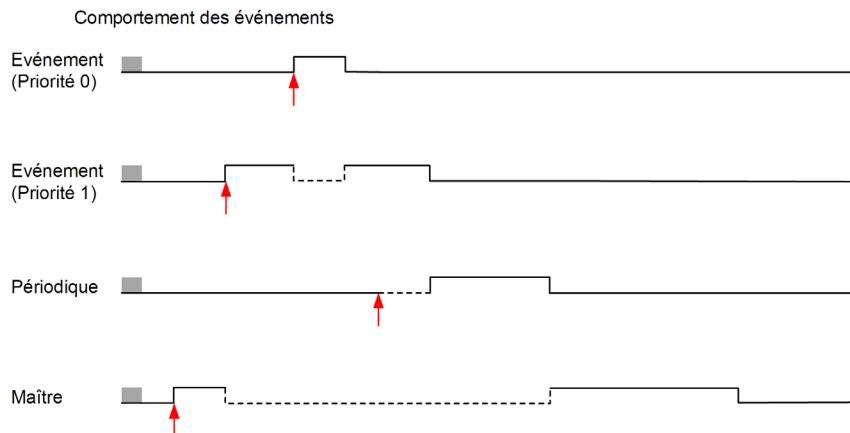 Comportement des événements
Evénement
(Priorité 0)
Evénement
(Priorité 1)
Périodique
Maître